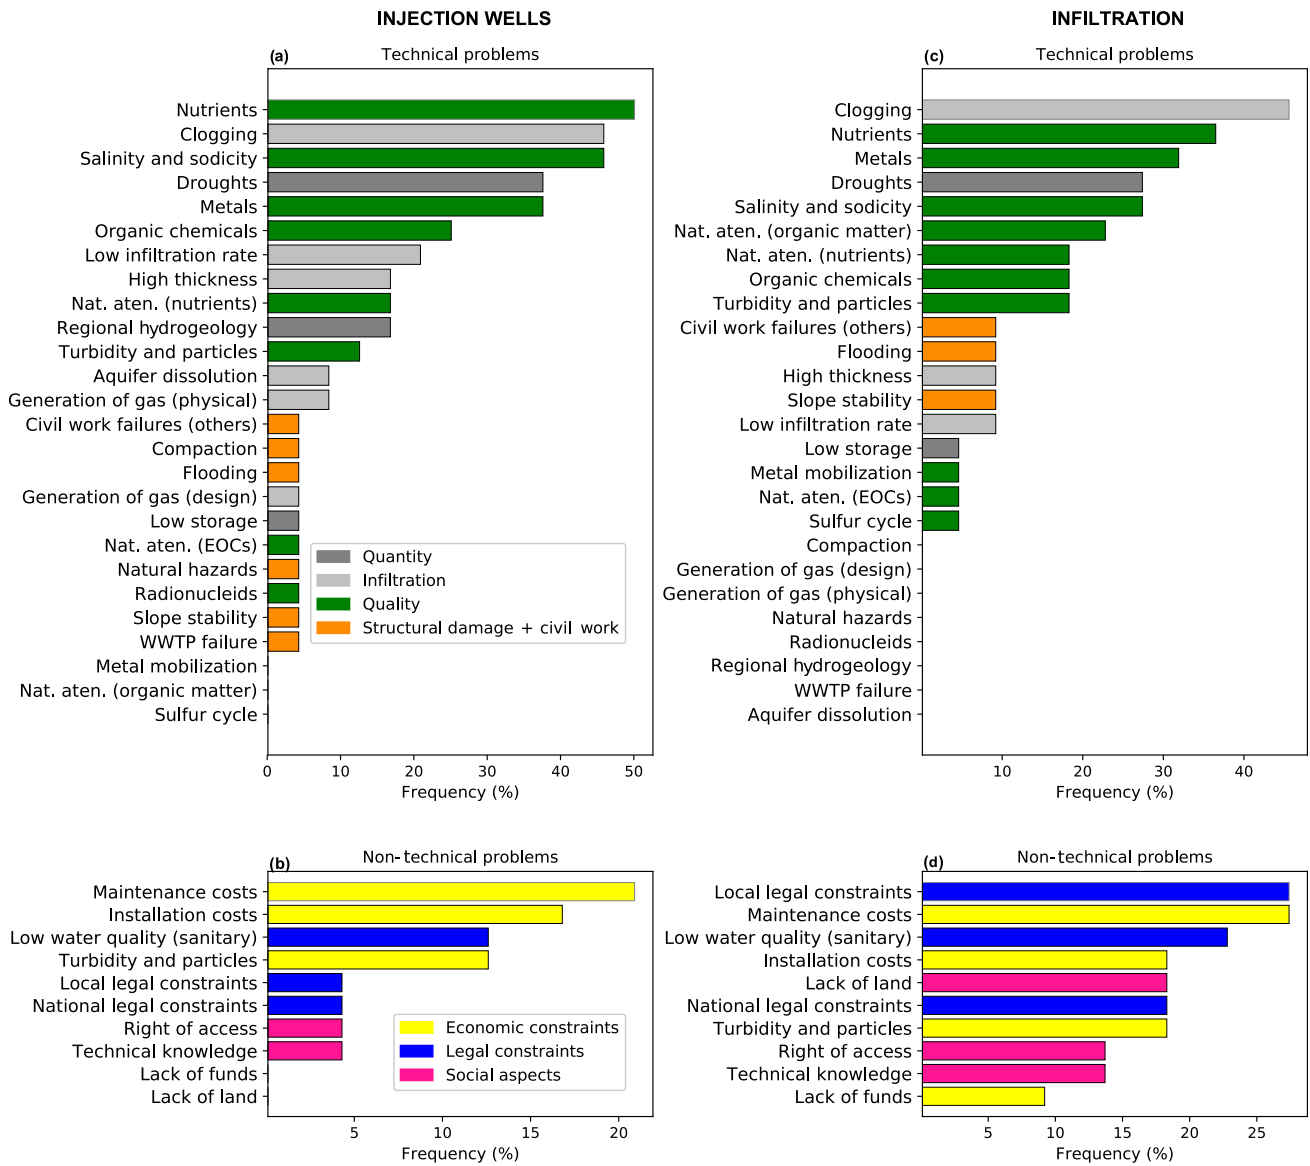 INJECTION WELLS
(a)
Technical problems
Nutrients
Clogging
Salinity and sodicity
Droughts
Metals
Organic chemicals
Low infiltration rate
High thickness
Nat. aten. (nutrients)
Regional hydrogeology
Turbidity and particles
Aquifer dissolution
Generation of gas (physical)
Civil work failures (others)
Compaction
Flooding
Generation of gas (design)
Low storage
Nat. aten. (EOCs)
Natural hazards
Radionucleids
Slope stability
WWTP failure
Metal mobilization
Nat. aten. (organic matter)
Sulfur cycle
Quantity
Infiltration
Quality
Structural damage + civil work
0 10 20 30 40 50
Frequency (%)
INFILTRATION
(c)
Technical problems
Clogging
Nutrients
Metals
Droughts
Salinity and sodicity
Nat. aten. (organic matter)
Nat. aten. (nutrients)
Organic chemicals
Turbidity and particles
Civil work failures (others)
Flooding
High thickness
Slope stability
Low infiltration rate
Low storage
Metal mobilization
Nat. aten. (EOCs)
Sulfur cycle
Compaction
Generation of gas (design)
Generation of gas (physical)
Natural hazards
Radionucleids
Regional hydrogeology
WWTP failure
Aquifer dissolution
10 20 30 40
Frequency (%)
(b)
Non-technical problems
Maintenance costs
Installation costs
Low water quality (sanitary)
Turbidity and particles
Local legal constraints
National legal constraints
Right of access
Technical knowledge
Lack of funds
Lack of land
Economic constraints
Legal constraints
Social aspects
5 10 15 20
Frequency (%)
(d)
Non-technical problems
Local legal constraints
Maintenance costs
Low water quality (sanitary)
Installation costs
Lack of land
National legal constraints
Turbidity and particles
Right of access
Technical knowledge
Lack of funds
5 10 15 20 25
Frequency (%)